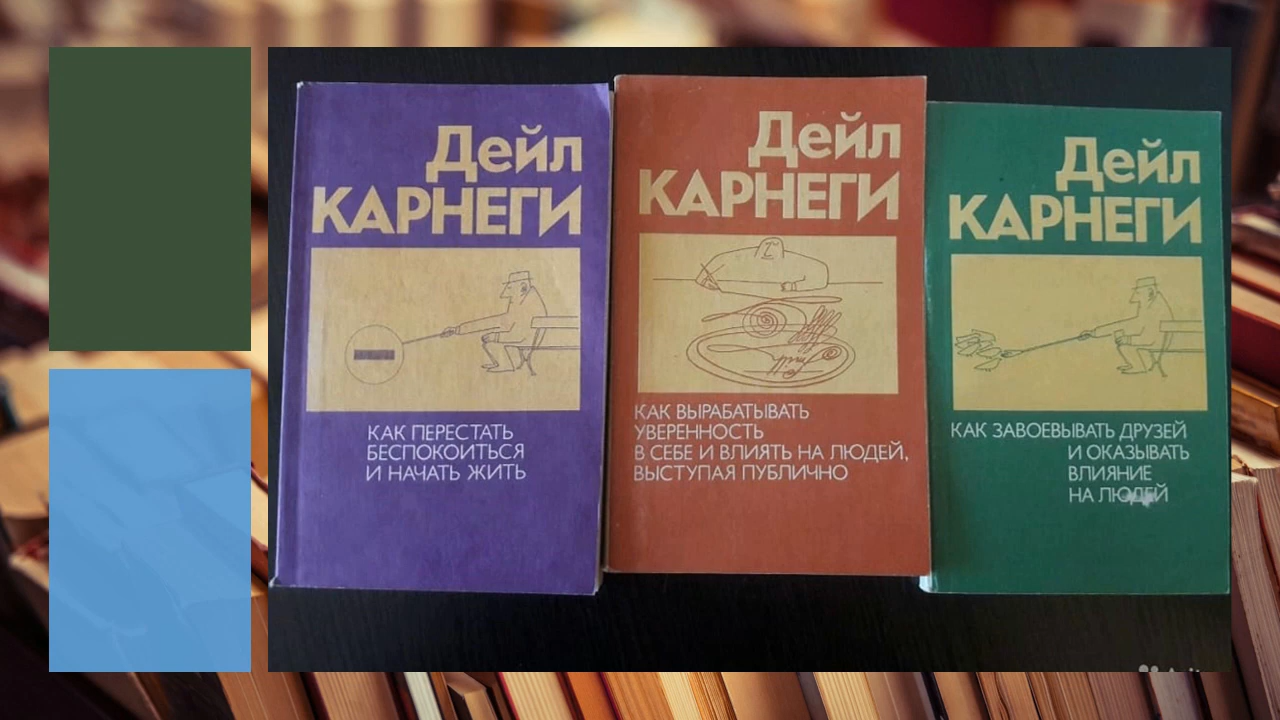 Дейл
КАРНЕГИ
КАК ПЕРЕСТАТЬ
БЕСПОКОИТЬСЯ
И НАЧАТЬ ЖИТЬ
Дейл
КАРНЕГИ
КАК ВЫРАБАТЫВАТЬ
УВЕРЕННОСТЬ
В СЕБЕ И ВЛИЯТЬ НА ЛЮДЕЙ,
ВЫСТУПАЯ ПУБЛИЧНО
Дейл
КАРНЕГИ
КАК ЗАВОЕВЫВАТЬ ДРУЗЕЙ
И ОКАЗЫВАТЬ
ВЛИЯНИЕ
НА ЛЮДЕЙ